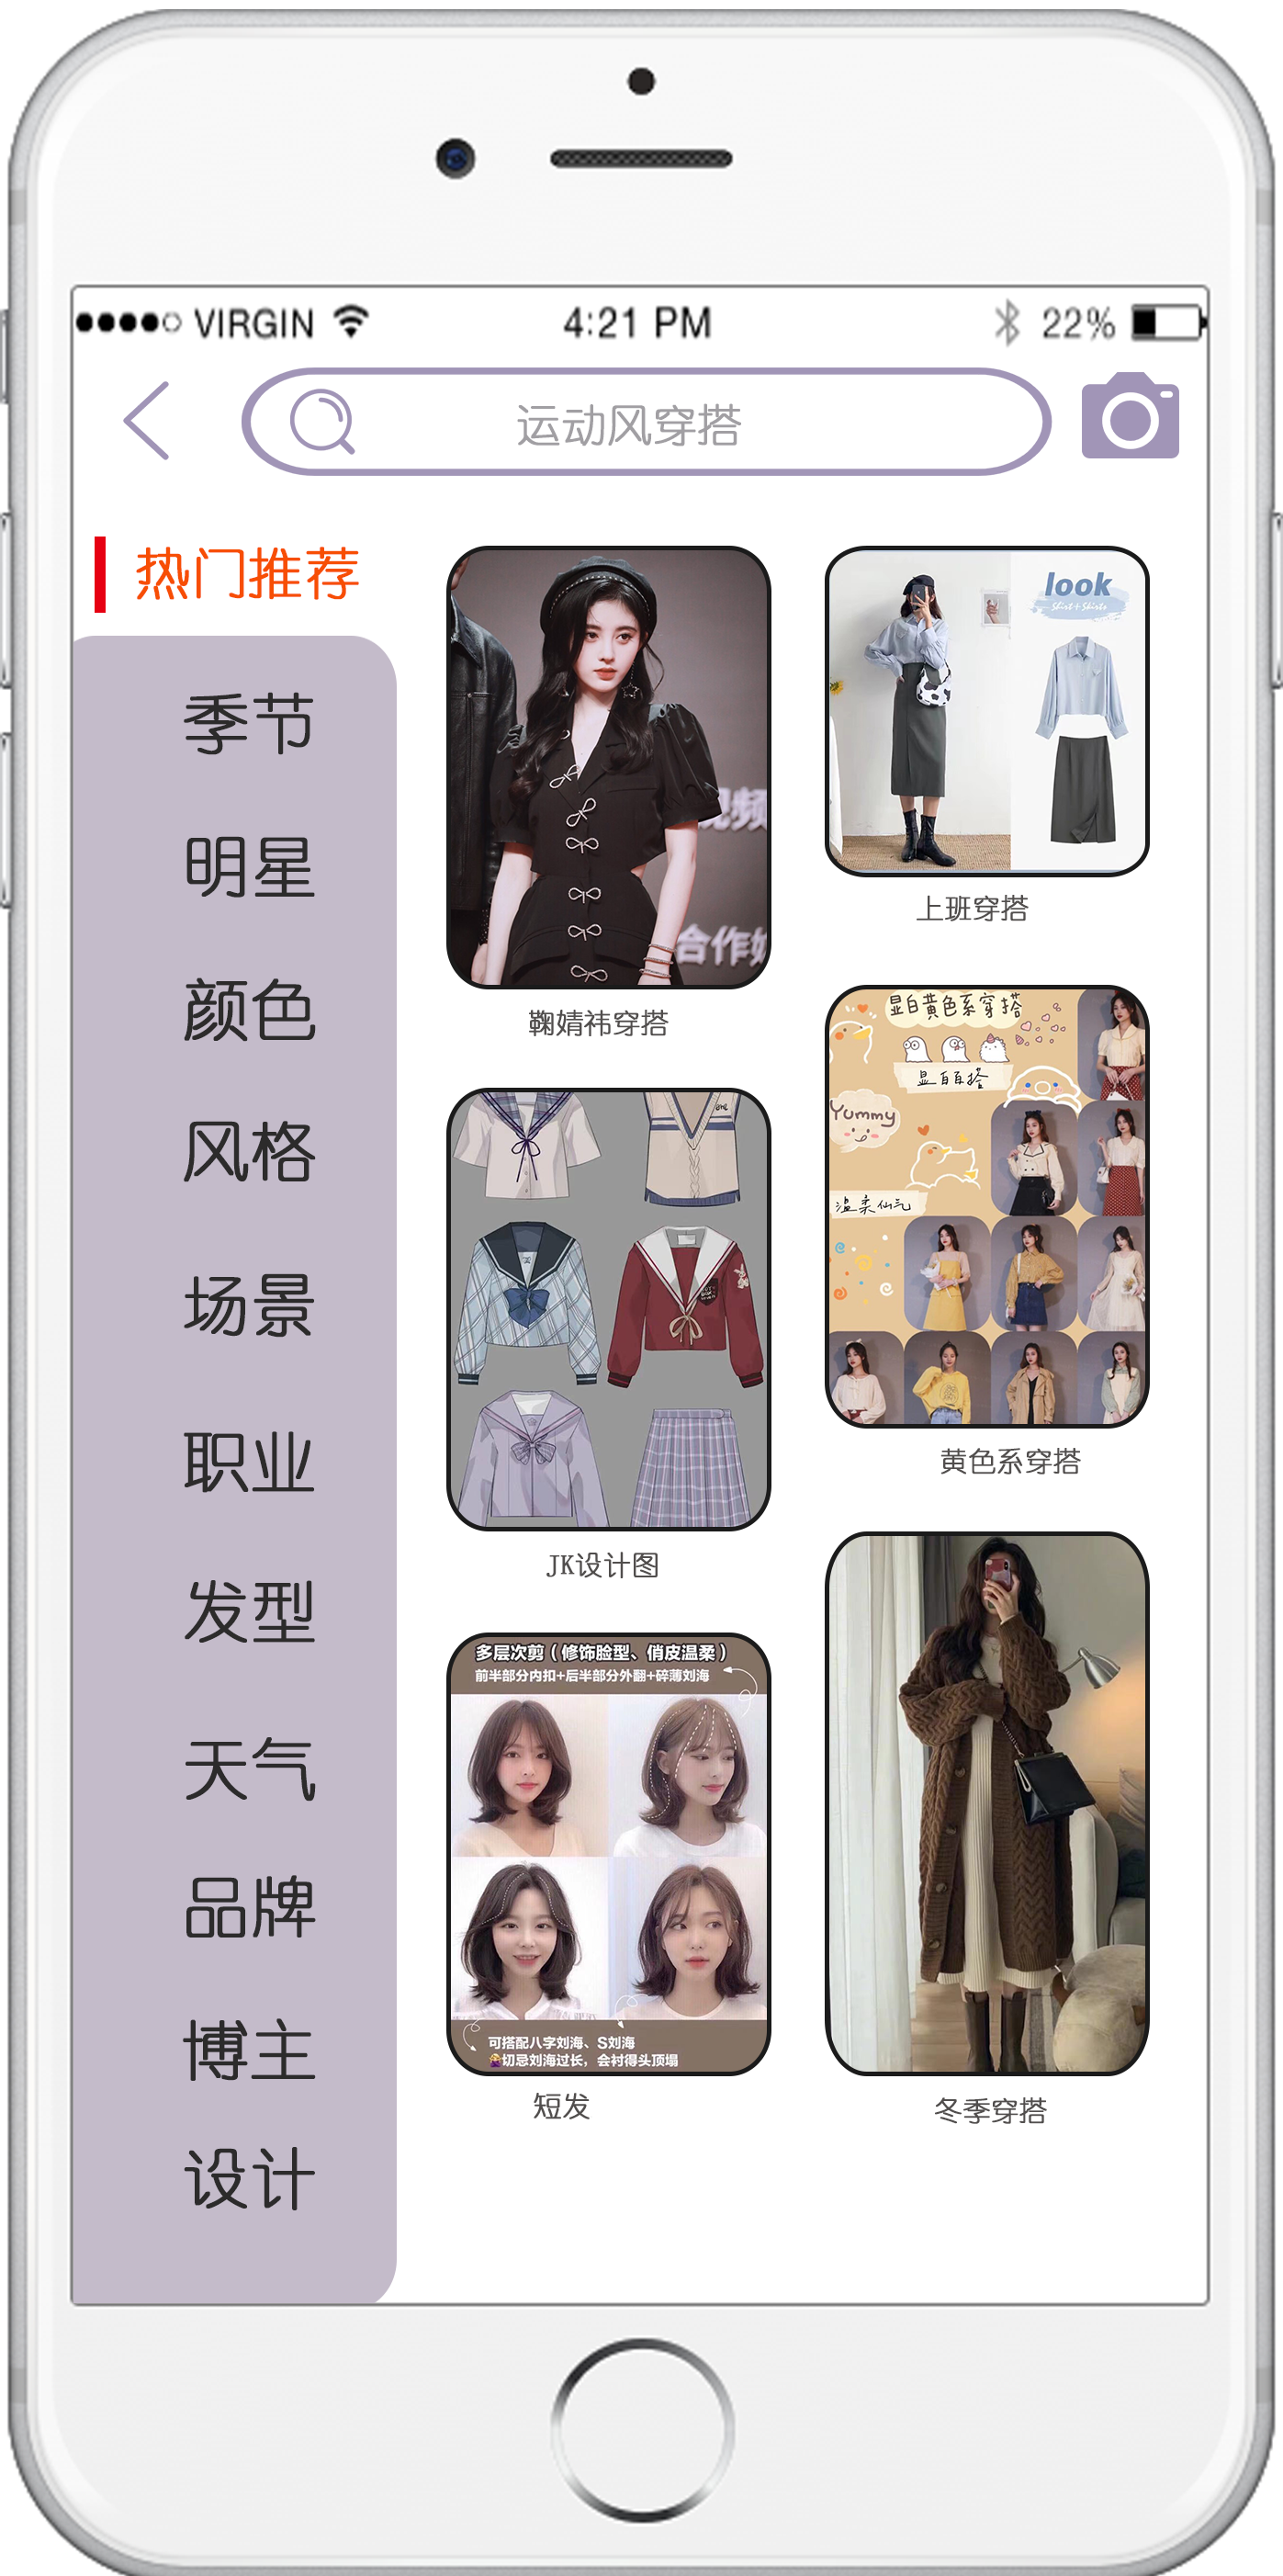 VIRGIN 4:21 PM 22%
运动风穿搭
热门推荐
季节
明星
颜色
风格
场景
职业
发型
天气
品牌
博主
设计
视频
合作
鞠婧祎穿搭
look
Shirt+Skirts
上班穿搭
JK设计图
显白黄色系穿搭
显白百搭
Yummy
温柔仙气
黄色系穿搭
多层次剪（修饰脸型、俏皮温柔）
前半部分内扣+后半部分外翻+碎薄刘海
可搭配八字刘海、S刘海
切忌刘海过长，会衬得头顶塌
短发
冬季穿搭